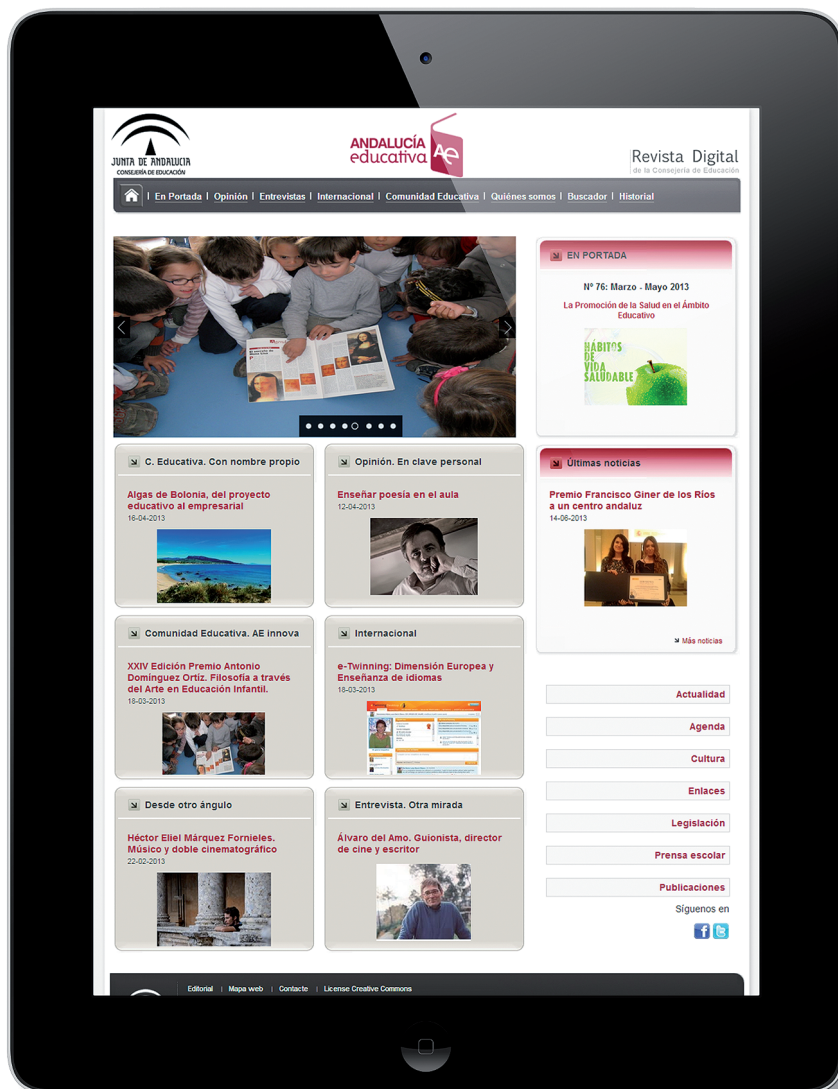 JUNTA DE ANDALUCIA
CONSEJERÍA DE EDUCACIÓN
ANDALUCÍA
educativa
Ae
Revista Digital
de la Consejería de Educación
| En Portada | Opinión | Entrevistas | Internacional | Comunidad Educativa | Quiénes somos | Buscador | Historial
EN PORTADA
Nº 76: Marzo - Mayo 2013
La Promoción de la Salud en el Ámbito
Educativo
HÁBITOS
DE
VIDA
SALUDABLE
C. Educativa. Con nombre propio
Algas de Bolonia, del proyecto
educativo al empresarial
16-04-2013
Opinión. En clave personal
Enseñar poesía en el aula
12-04-2013
Últimas noticias
Premio Francisco Giner de los Ríos
a un centro andaluz
14-06-2013
Más noticias
Comunidad Educativa. AE innova
XXIV Edición Premio Antonio
Domínguez Ortíz. Filosofía a través
del Arte en Educación Infantil.
18-03-2013
Internacional
e-Twinning: Dimensión Europea y
Enseñanza de idiomas
18-03-2013
Desde otro ángulo
Héctor Eliel Márquez Fornieles.
Músico y doble cinematográfico
22-02-2013
Entrevista. Otra mirada
Álvaro del Amo. Guionista, director
de cine y escritor
Actualidad
Agenda
Cultura
Enlaces
Legislación
Prensa escolar
Publicaciones
Síguenos en
Editorial | Mapa web | Contacte | License Creative Commons